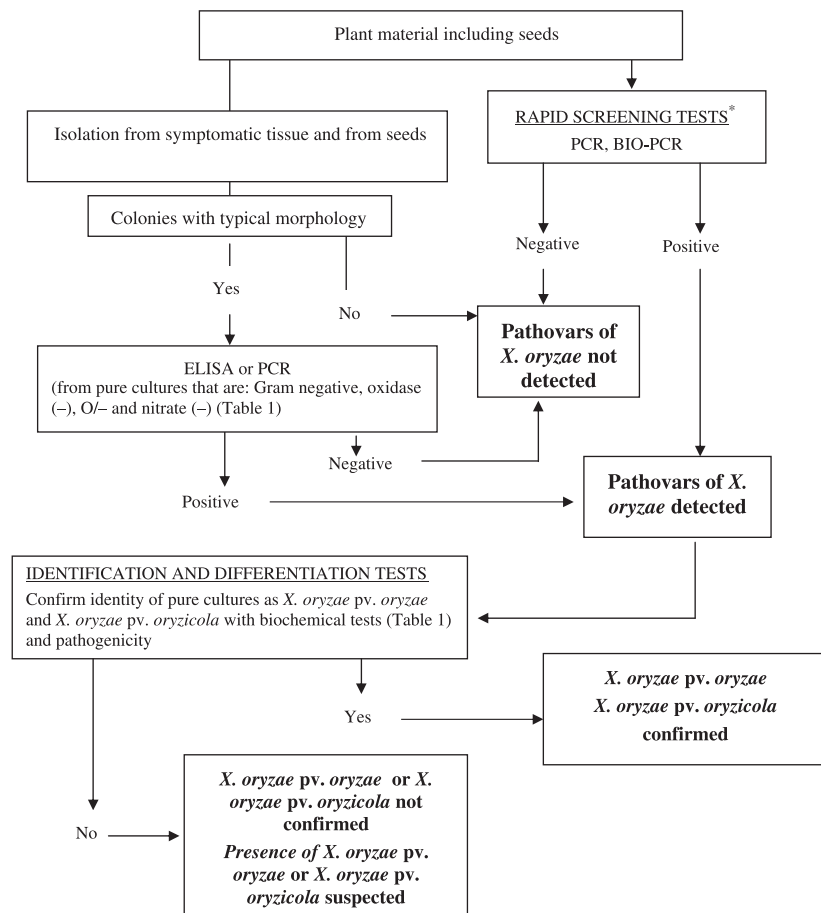 Plant material including seeds
Isolation from symptomatic tissue and from seeds
RAPID SCREENING TESTS*
PCR, BIO-PCR
Colonies with typical morphology
Negative
Positive
Yes
No
Pathovars of
X. oryzae not
detected
ELISA or PCR
(from pure cultures that are: Gram negative, oxidase
(–), O/– and nitrate (–) (Table 1)
Negative
Positive
Pathovars of X.
oryzae detected
IDENTIFICATION AND DIFFERENTIATION TESTS
Confirm identity of pure cultures as X. oryzae pv. oryzae
and X. oryzae pv. oryzicola with biochemical tests (Table 1)
and pathogenicity
Yes
X. oryzae pv. oryzae
X. oryzae pv. oryzicola
confirmed
No
X. oryzae pv. oryzae or X.
oryzae pv. oryzicola not
confirmed
Presence of X. oryzae pv.
oryzae or X. oryzae pv.
oryzicola suspected